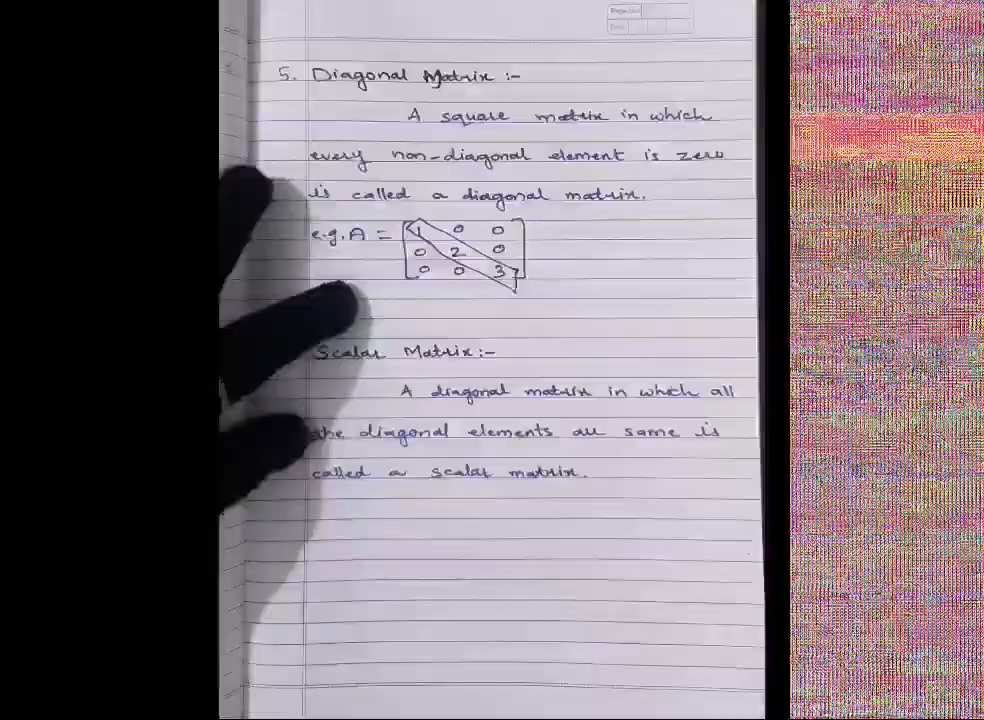 5. Diagonal Matrix :-
A square matrix in which
every non-diagonal element is zero
is called a diagonal matrix.
e.g. A = [1 0 0
0 2 0
0 0 3]
Scalar Matrix :-
A diagonal matrix in which all
the diagonal elements are same is
called a scalar matrix.